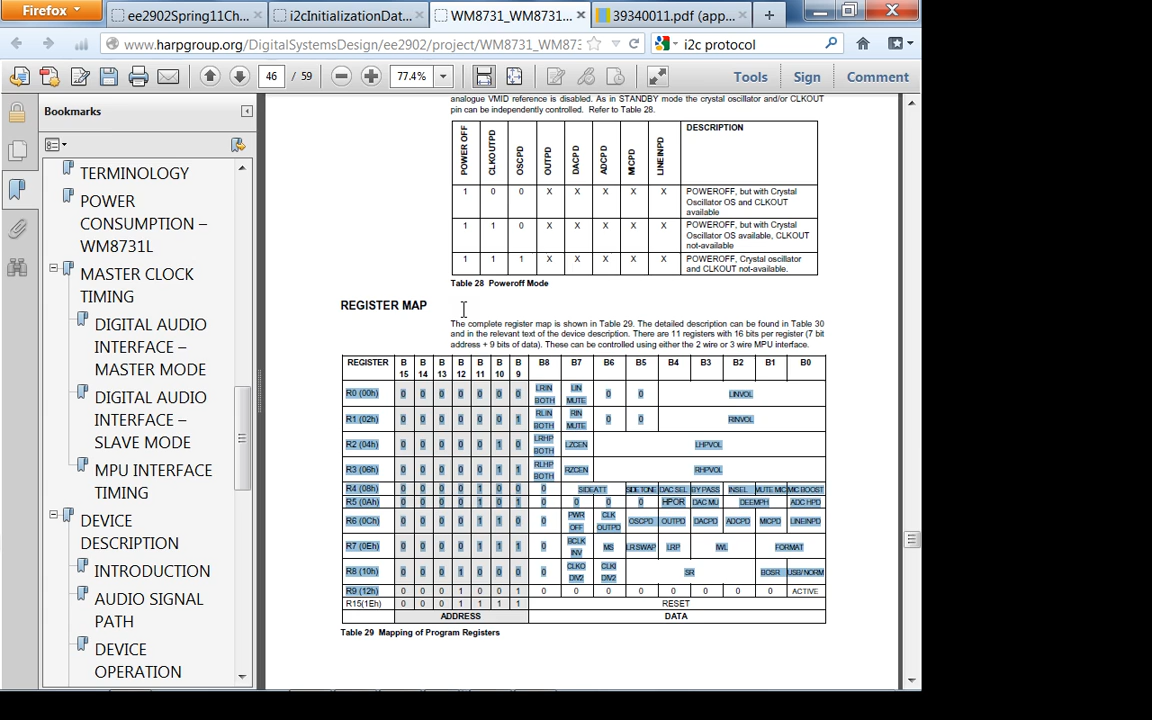 Firefox
ee2902Spring11Ch...
i2cInitializationDat...
WM8731_WM8731...
39340011.pdf (app...
www.harpgroup.org/DigitalSystemsDesign/ee2902/project/WM8731_WM873
i2c protocol
46 / 59
77.4%
Tools
Sign
Comment
Bookmarks
TERMINOLOGY
POWER
CONSUMPTION –
WM8731L
MASTER CLOCK
TIMING
DIGITAL AUDIO
INTERFACE –
MASTER MODE
DIGITAL AUDIO
INTERFACE –
SLAVE MODE
MPU INTERFACE
TIMING
DEVICE
DESCRIPTION
INTRODUCTION
AUDIO SIGNAL
PATH
DEVICE
OPERATION
analogue VMID reference is disabled. As in STANDBY mode the crystal oscillator and/or CLKOUT
pin can be independently controlled. Refer to Table 28.
POWER OFF CLKOUTPD OSCPD OUTPD DACPD ADCPD MICPD LINEINPD DESCRIPTION
1 0 0 X X X X X POWEROFF, but with Crystal
Oscillator OS and CLKOUT
available
1 1 0 X X X X X POWEROFF, but with Crystal
Oscillator OS available, CLKOUT
not-available
1 1 1 X X X X X POWEROFF, Crystal oscillator
and CLKOUT not-available.
Table 28 Poweroff Mode
REGISTER MAP
The complete register map is shown in Table 29. The detailed description can be found in Table 30
and in the relevant text of the device description. There are 11 registers with 16 bits per register (7 bit
address + 9 bits of data). These can be controlled using either the 2 wire or 3 wire MPU interface.
REGISTER B15 B14 B13 B12 B11 B10 B9 B8 B7 B6 B5 B4 B3 B2 B1 B0
R0 (00h) 0 0 0 0 0 0 0 LRIN BOTH LIN MUTE 0 0 LINVOL
R1 (02h) 0 0 0 0 0 0 1 RLIN BOTH RIN MUTE 0 0 RINVOL
R2 (04h) 0 0 0 0 0 1 0 LRHP BOTH LZCEN LHPVOL
R3 (06h) 0 0 0 0 0 1 1 RLHP BOTH RZCEN RHPVOL
R4 (08h) 0 0 0 0 1 0 0 0 SIDEATT SIDETONE DAC SEL BY PASS INSEL MUTE MIC MIC BOOST
R5 (0Ah) 0 0 0 0 1 0 1 0 0 0 0 HPOR DAC MU DEEMPH ADC HPD
R6 (0Ch) 0 0 0 0 1 1 0 0 PWR OFF CLK OUTPD OSCPD OUTPD DACPD ADCPD MICPD LINEINPD
R7 (0Eh) 0 0 0 0 1 1 1 0 BCLK INV MS LR SWAP LRP IWL FORMAT
R8 (10h) 0 0 0 1 0 0 0 0 CLKO DIV2 CLKI DIV2 SR BOSR USB/NORM
R9 (12h) 0 0 0 1 0 0 1 0 0 0 0 0 0 0 0 ACTIVE
R15(1Eh) 0 0 0 1 1 1 1 RESET
ADDRESS DATA
Table 29 Mapping of Program Registers